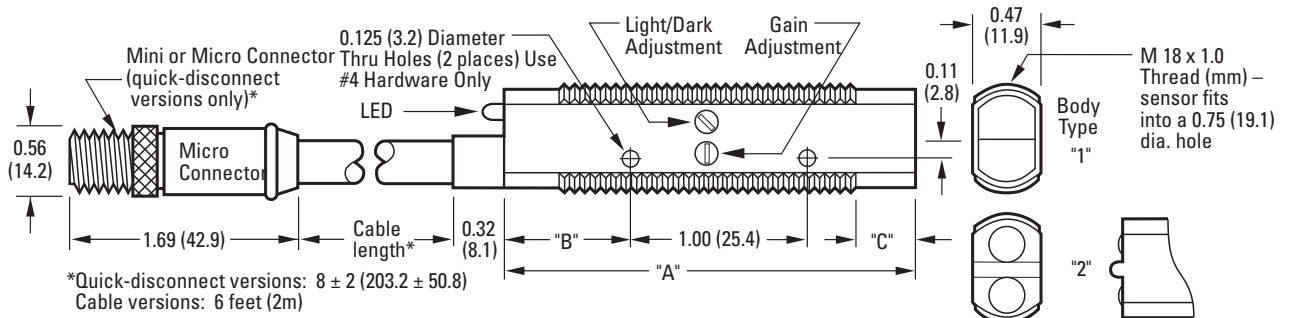 Mini or Micro Connector
(quick-disconnect
versions only)*
0.125 (3.2) Diameter
Thru Holes (2 places) Use
#4 Hardware Only
LED
Light/Dark
Adjustment
Gain
Adjustment
0.47
(11.9)
0.11
(2.8)
M 18 x 1.0
Thread (mm) –
sensor fits
into a 0.75 (19.1)
dia. hole
Body
Type
"1"
0.56
(14.2)
Micro
Connector
1.69 (42.9)
Cable
length*
0.32
(8.1)
"B"
1.00 (25.4)
"C"
"A"
"2"
*Quick-disconnect versions: 8 ± 2 (203.2 ± 50.8)
Cable versions: 6 feet (2m)